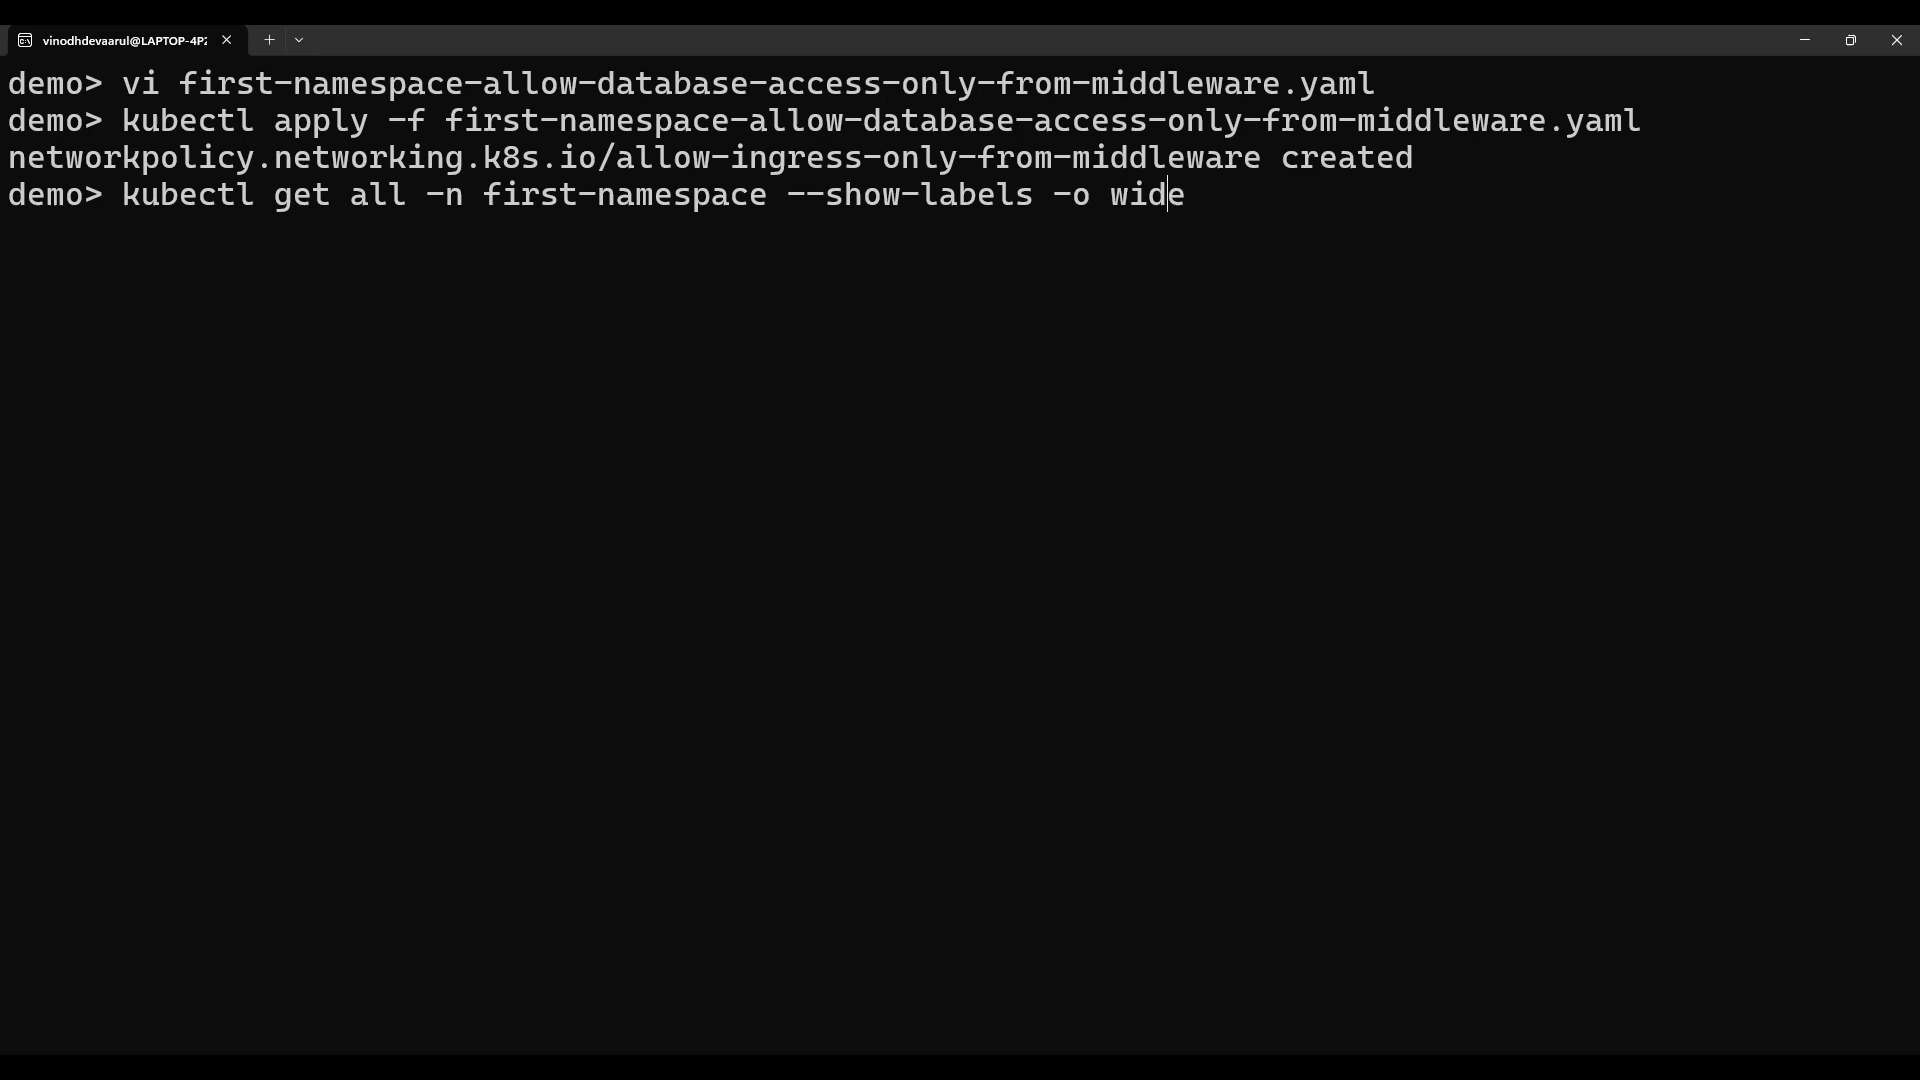 vinodhdevaarul@LAPTOP-4P2
demo> vi first-namespace-allow-database-access-only-from-middleware.yaml
demo> kubectl apply -f first-namespace-allow-database-access-only-from-middleware.yaml
networkpolicy.networking.k8s.io/allow-ingress-only-from-middleware created
demo> kubectl get all -n first-namespace --show-labels -o wide